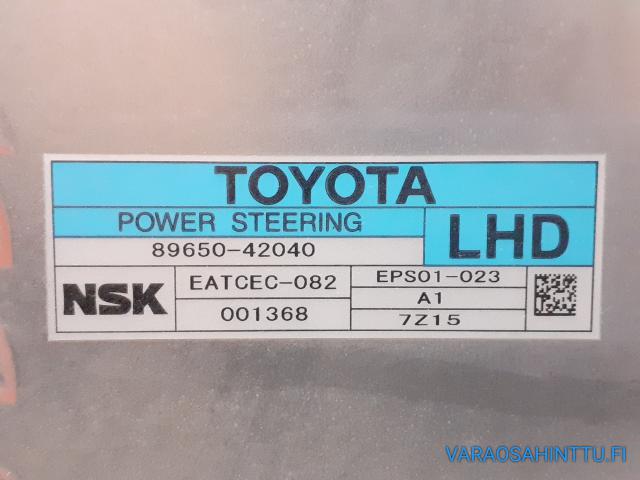 TOYOTA
POWER STEERING
89650-42040
LHD
NSK
EATCEC-082
001368
EPS01-023
A1
7Z15
VARAOSAHINTTU.FI